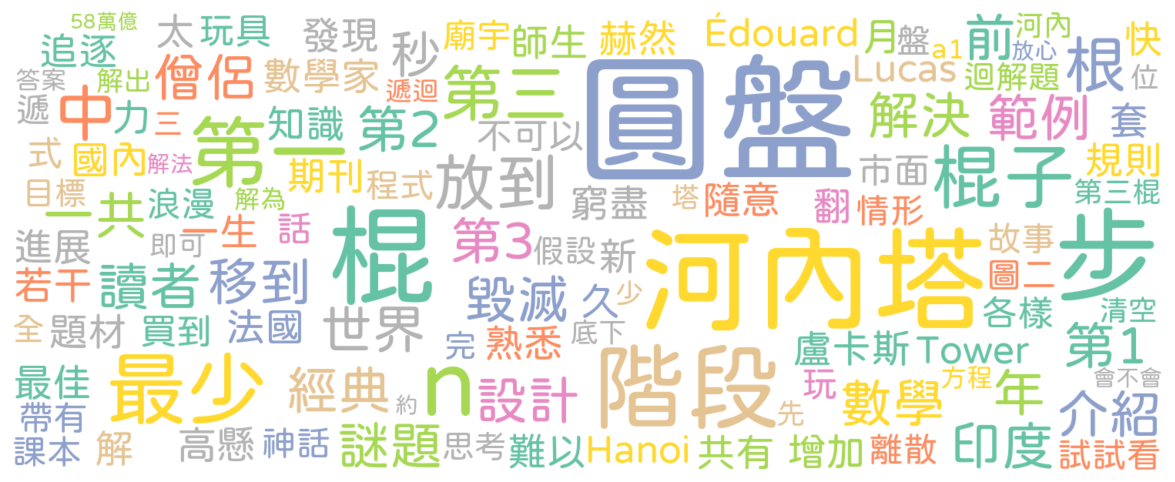 58萬億 太 玩具 發現 秒 廟宇 師生 赫然 Édouard 月 盤 a1 前 河內 放心 根 快
追逐 答案 解出 僧侶 數學家 遞迴 第三 圓盤 Lucas 迴解題 位
遞 中 力 三 第一 知識 第2 不可以 解決 範例 套
式 國內 解法 期刊 程式 放到 市面 棍子 規則
目標 一共 浪漫 解為 一生 話 棍 第3 窮盡 塔 隨意 翻 情形 第三棍
進展 即可 假設 新 河內塔 故事 步
若干 讀者 移到 毀滅 久 少 圖二 各樣 清空
全 題材 買到 法國 世界 完 熟悉 底下 階段 盧卡斯 Tower 第1
最佳 最少 經典 約 n 設計 先 玩 數學 方程 年 會不會
帶有 介紹
課本 解 高懸 神話 謎題 思考 難以 Hanoi 共有 增加 離散 印度 試試看